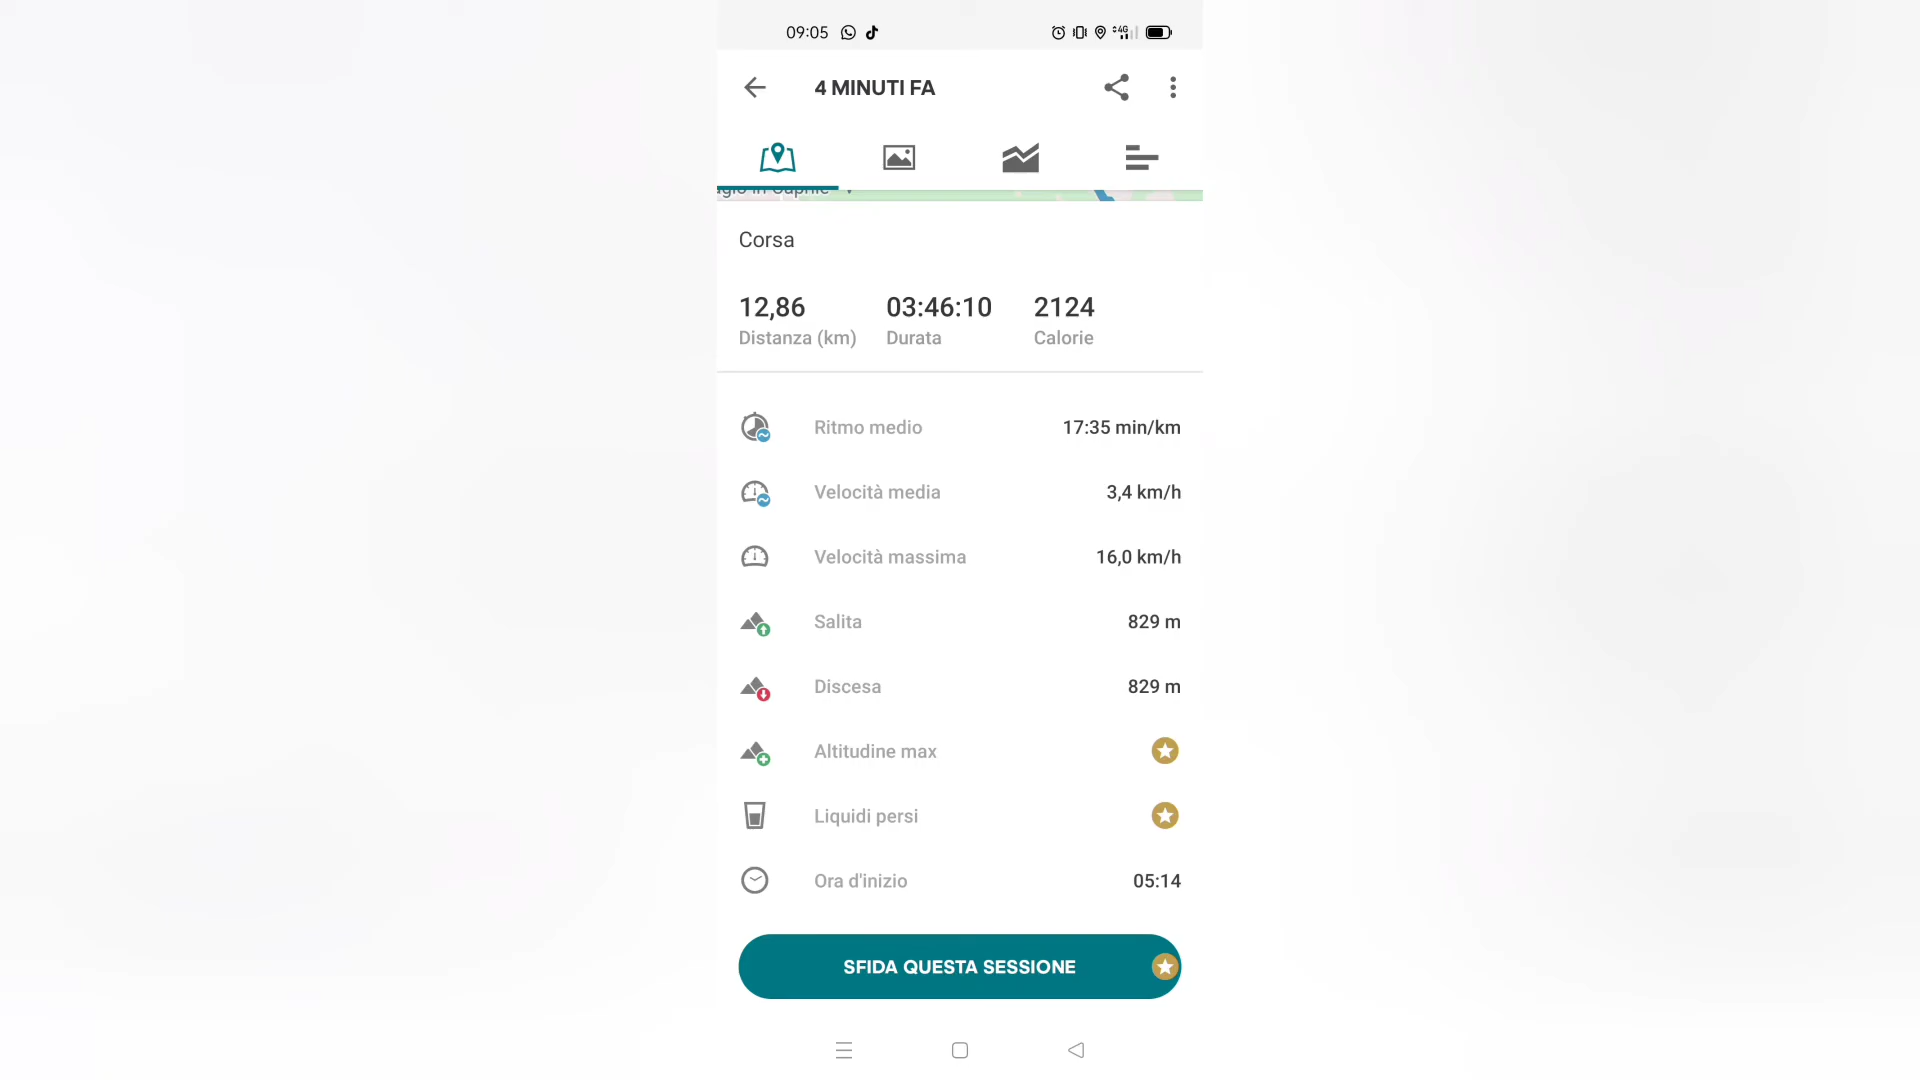 09:05
4G
4 MINUTI FA
Corsa
12,86 03:46:10 2124
Distanza (km) Durata Calorie
Ritmo medio 17:35 min/km
Velocità media 3,4 km/h
Velocità massima 16,0 km/h
Salita 829 m
Discesa 829 m
Altitudine max
Liquidi persi
Ora d'inizio 05:14
SFIDA QUESTA SESSIONE